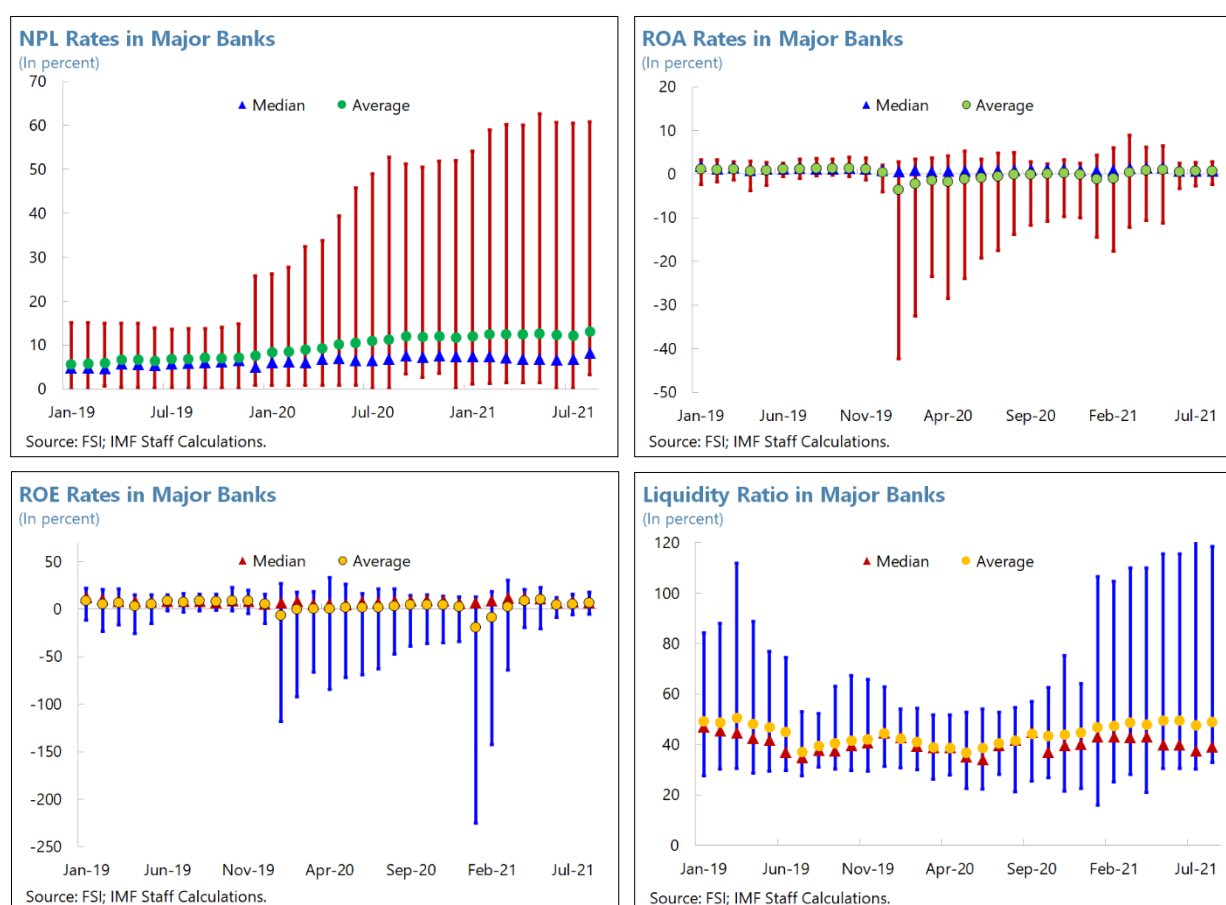 NPL Rates in Major Banks
(In percent)
70
Median Average
60
50
40
30
20
10
0
Jan-19 Jul-19 Jan-20 Jul-20 Jan-21 Jul-21
Source: FSI; IMF Staff Calculations.
ROA Rates in Major Banks
(In percent)
20
Median Average
10
0
-10
-20
-30
-40
-50
Jan-19 Jun-19 Nov-19 Apr-20 Sep-20 Feb-21 Jul-21
Source: FSI; IMF Staff Calculations.
ROE Rates in Major Banks
(In percent)
50
Median Average
0
-50
-100
-150
-200
-250
Jan-19 Jun-19 Nov-19 Apr-20 Sep-20 Feb-21 Jul-21
Source: FSI; IMF Staff Calculations.
Liquidity Ratio in Major Banks
(In percent)
120
Median Average
100
80
60
40
20
0
Jan-19 Jun-19 Nov-19 Apr-20 Sep-20 Feb-21 Jul-21
Source: FSI; IMF Staff Calculations.